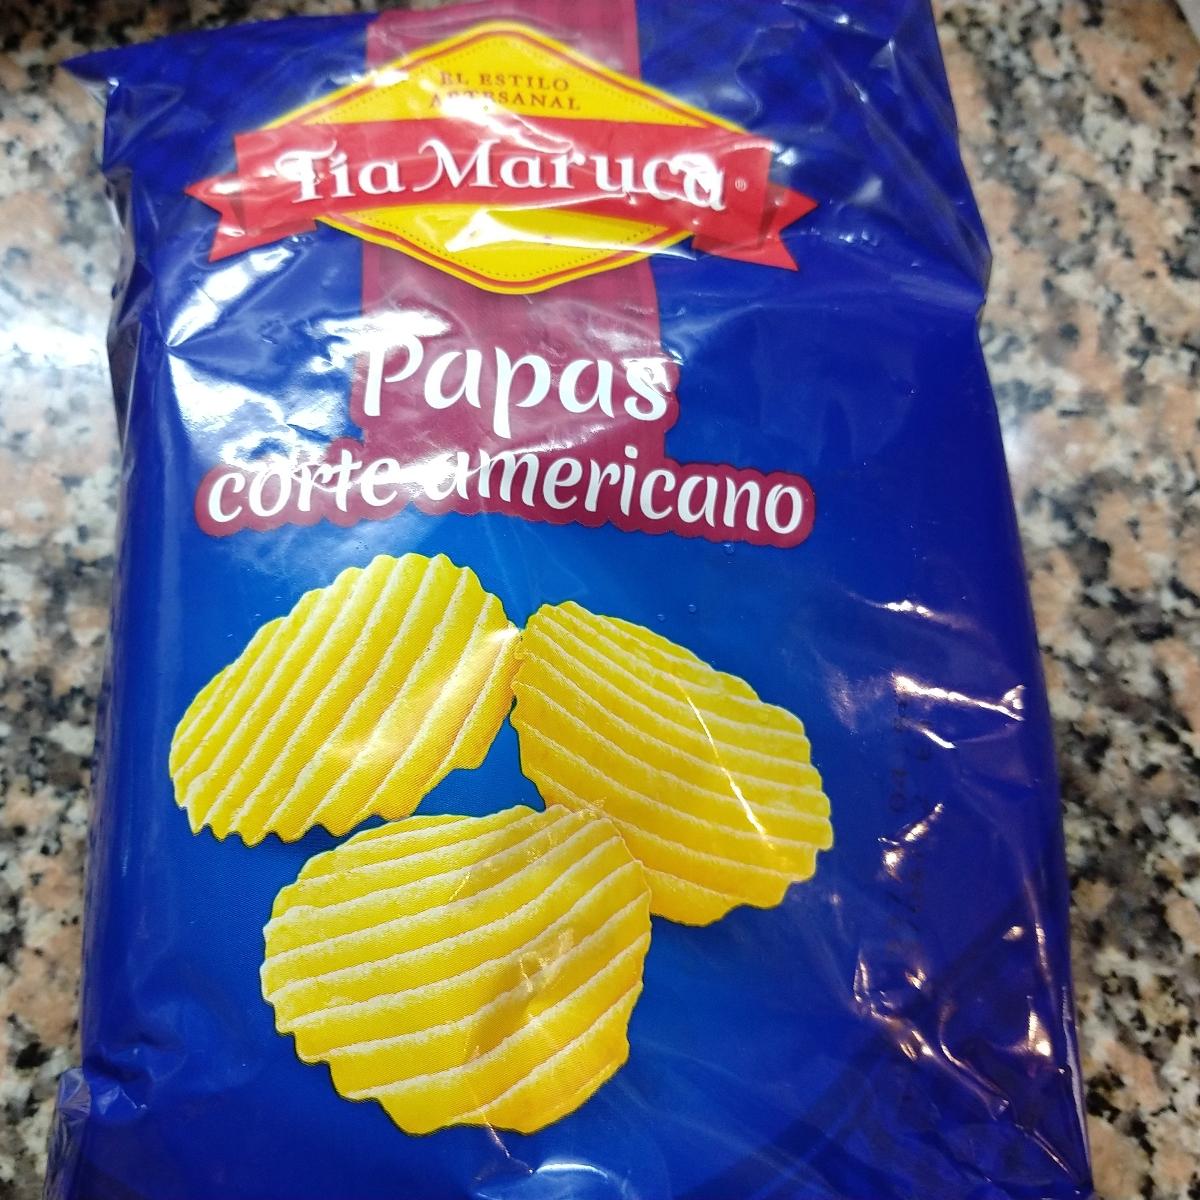 EL ESTILO
ARTESANAL
Tía Maruca®
Papas
corte americano